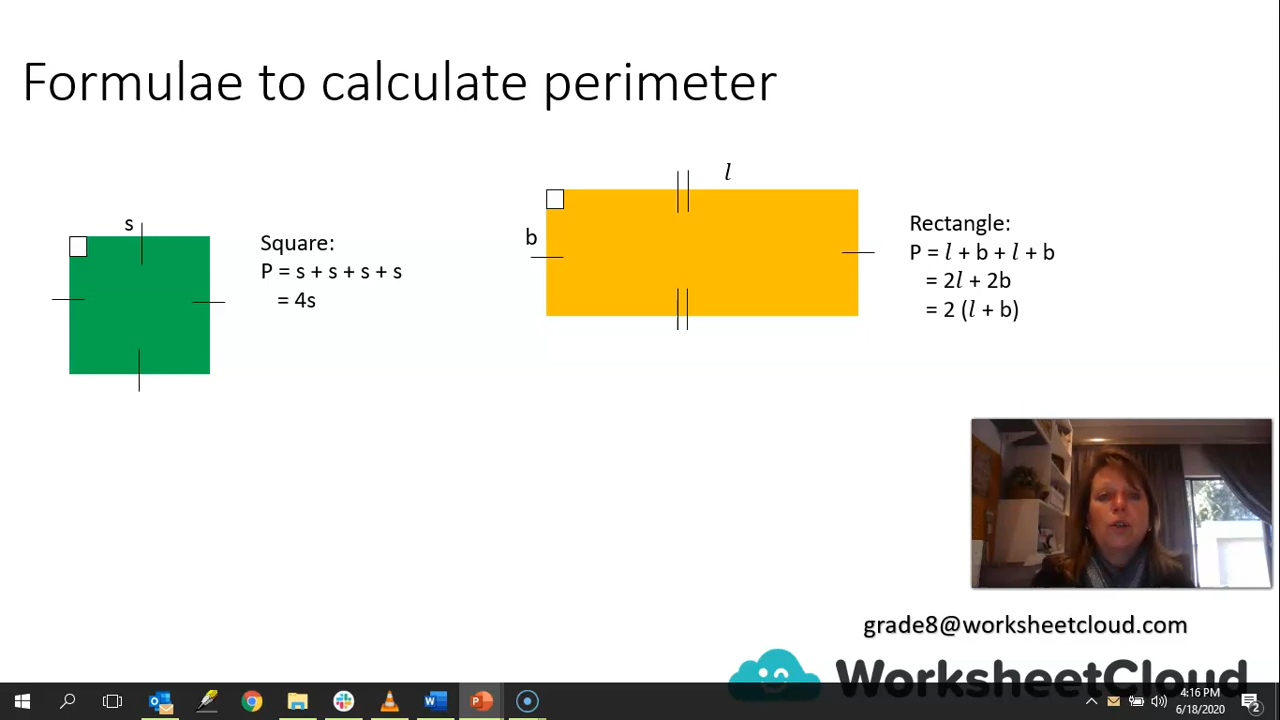 Formulae to calculate perimeter
s
Square:
P = s + s + s + s
= 4s
l
b
Rectangle:
P = l + b + l + b
= 2l + 2b
= 2 (l + b)
grade8@worksheetcloud.com
WorksheetCloud
4:16 PM
6/18/2020
2